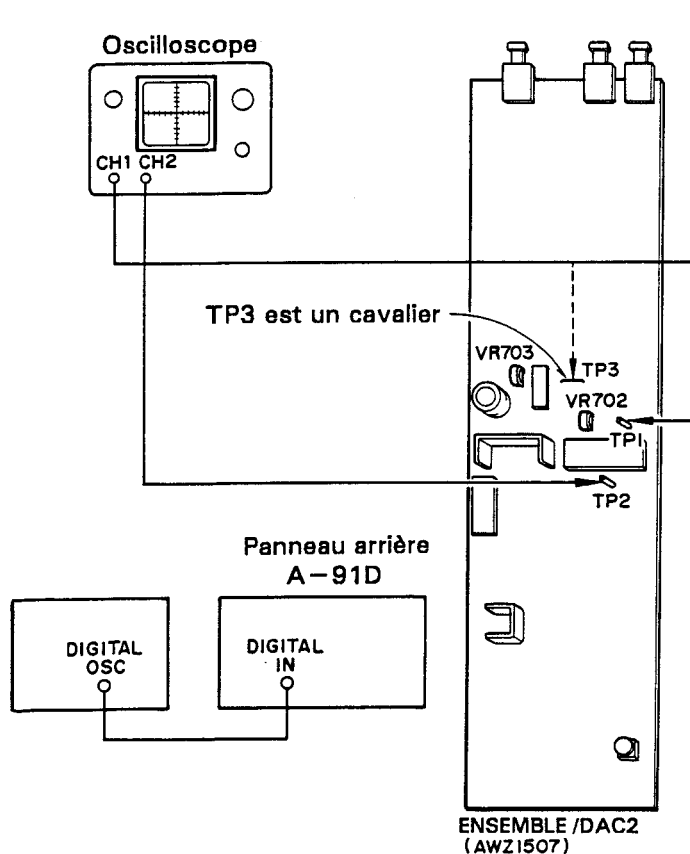 Oscilloscope
CH1 CH2
TP3 est un cavalier
VR703
TP3
VR702
TP1
TP2
Panneau arrière
A-91D
DIGITAL
OSC
DIGITAL
IN
ENSEMBLE/DAC2
(AWZ1507)